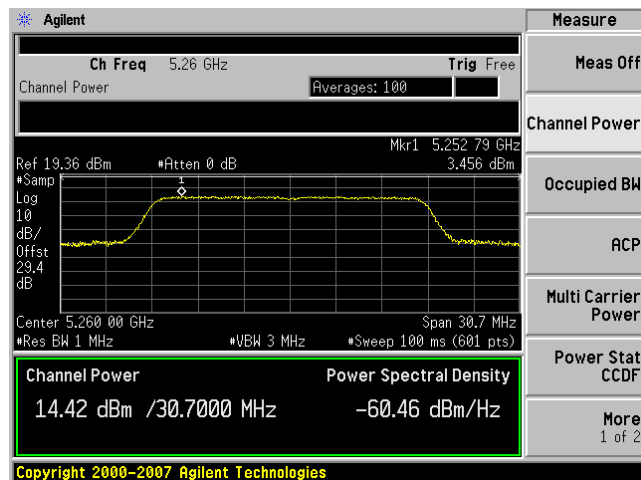 Agilent
Measure
Ch Freq 5.26 GHz Trig Free
Channel Power Averages: 100
Mkr1 5.252 79 GHz
Ref 19.36 dBm #Atten 0 dB 3.456 dBm
#Samp
Log
10
dB/
Offst
29.4
dB
1
Center 5.260 00 GHz Span 30.7 MHz
#Res BW 1 MHz #VBW 3 MHz #Sweep 100 ms (601 pts)
Channel Power Power Spectral Density
14.42 dBm /30.7000 MHz -60.46 dBm/Hz
Copyright 2000-2007 Agilent Technologies
Meas Off
Channel Power
Occupied BW
ACP
Multi Carrier
Power
Power Stat
CCDF
More
1 of 2